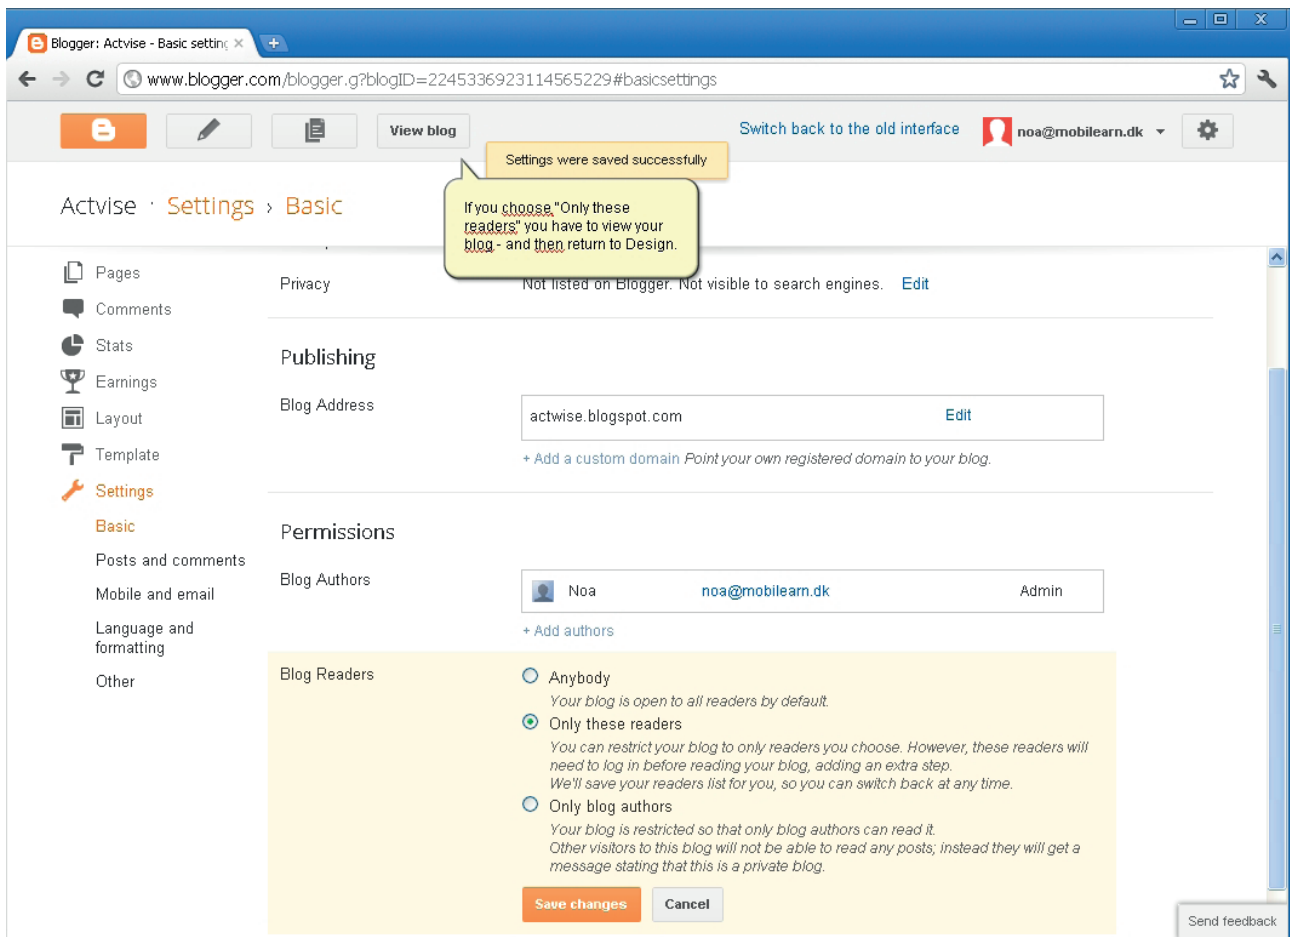 Blogger: Actvise - Basic setting
www.blogger.com/blogger.g?blogID=2245336923114565229#basicsettings
View blog
Switch back to the old interface
noa@mobilearn.dk
Settings were saved successfully
Actvise · Settings › Basic
If you choose "Only these
readers" you have to view your
blog - and then return to Design.
Pages
Comments
Stats
Earnings
Layout
Template
Settings
Basic
Posts and comments
Mobile and email
Language and
formatting
Other
Privacy
Not listed on Blogger. Not visible to search engines. Edit
Publishing
Blog Address
actwise.blogspot.com Edit
+ Add a custom domain Point your own registered domain to your blog.
Permissions
Blog Authors
Noa noa@mobilearn.dk Admin
+ Add authors
Blog Readers
Anybody
Your blog is open to all readers by default.
Only these readers
You can restrict your blog to only readers you choose. However, these readers will
need to log in before reading your blog, adding an extra step.
We'll save your readers list for you, so you can switch back at any time.
Only blog authors
Your blog is restricted so that only blog authors can read it.
Other visitors to this blog will not be able to read any posts; instead they will get a
message stating that this is a private blog.
Save changes Cancel
Send feedback